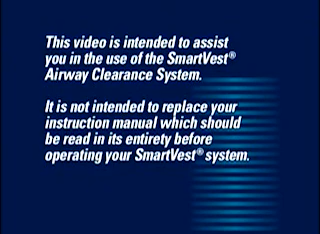 This video is intended to assist
you in the use of the SmartVest®
Airway Clearance System.
It is not intended to replace your
instruction manual which should
be read in its entirety before
operating your SmartVest® system.